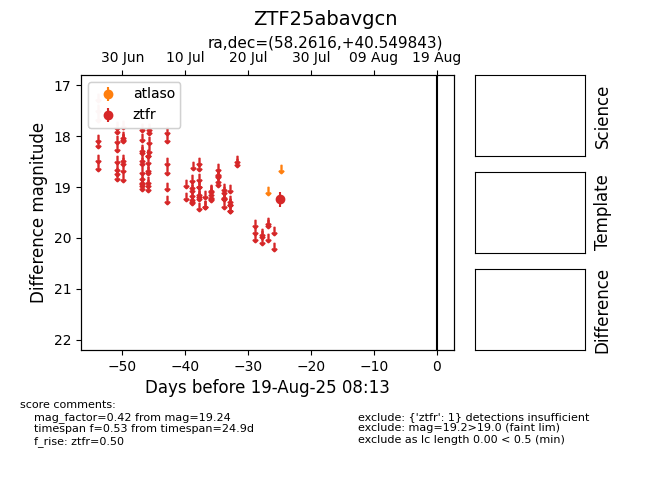 ZTF25abavgcn
ra,dec=(58.2616,+40.549843)
30 Jun 10 Jul 20 Jul 30 Jul 09 Aug 19 Aug
17
18
19
20
21
22
Difference magnitude
atlaso
ztfr
−50 −40 −30 −20 −10 0
Days before 19-Aug-25 08:13
Science
Template
Difference
score comments:
mag_factor=0.42 from mag=19.24
timespan f=0.53 from timespan=24.9d
f_rise: ztfr=0.50
exclude: {'ztfr': 1} detections insufficient
exclude: mag=19.2>19.0 (faint lim)
exclude as lc length 0.00 < 0.5 (min)